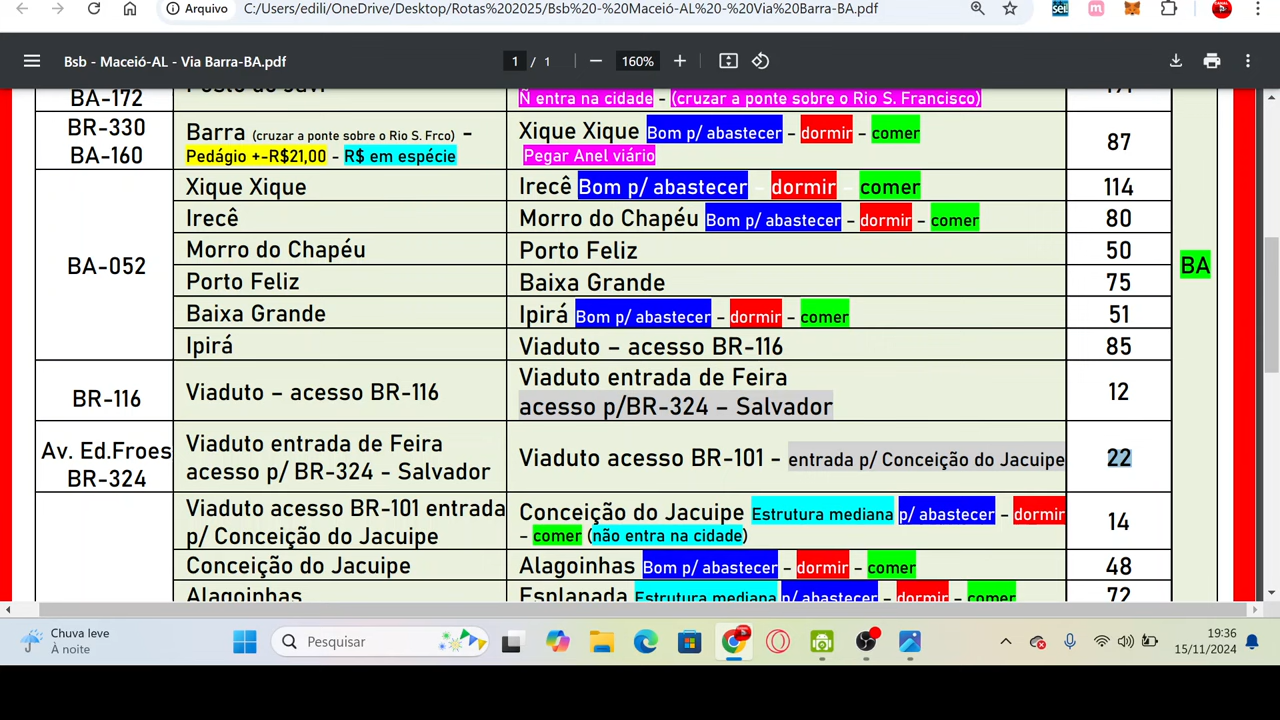 Arquivo C:/Users/edili/OneDrive/Desktop/Rotas%202025/Bsb%20-%20Maceió-AL%20-%20Via%20Barra-BA.pdf
sei m
Bsb - Maceió-AL - Via Barra-BA.pdf 1 / 1 160%
BA-172 Ñ entra na cidade - (cruzar a ponte sobre o Rio S. Francisco)
BR-330
BA-160
Barra (cruzar a ponte sobre o Rio S. Frco) -
Pedágio +-R$21,00 - R$ em espécie
Xique Xique Bom p/ abastecer - dormir - comer
Pegar Anel viário
87
BA-052
Xique Xique Irecê Bom p/ abastecer - dormir - comer 114
Irecê Morro do Chapéu Bom p/ abastecer - dormir - comer 80
Morro do Chapéu Porto Feliz 50
BA
Porto Feliz Baixa Grande 75
Baixa Grande Ipirá Bom p/ abastecer - dormir - comer 51
Ipirá Viaduto – acesso BR-116 85
BR-116
Viaduto – acesso BR-116
Viaduto entrada de Feira
acesso p/BR-324 – Salvador
12
Av. Ed.Froes
BR-324
Viaduto entrada de Feira
acesso p/ BR-324 - Salvador
Viaduto acesso BR-101 - entrada p/ Conceição do Jacuipe
22
Viaduto acesso BR-101 entrada
p/ Conceição do Jacuipe
Conceição do Jacuipe Estrutura mediana p/ abastecer - dormir
- comer (não entra na cidade)
14
Conceição do Jacuipe Alagoinhas Bom p/ abastecer - dormir - comer 48
Alagoinhas Esplanada Estrutura mediana p/ abastecer - dormir - comer 72
Chuva leve
À noite
Pesquisar
19:36
15/11/2024